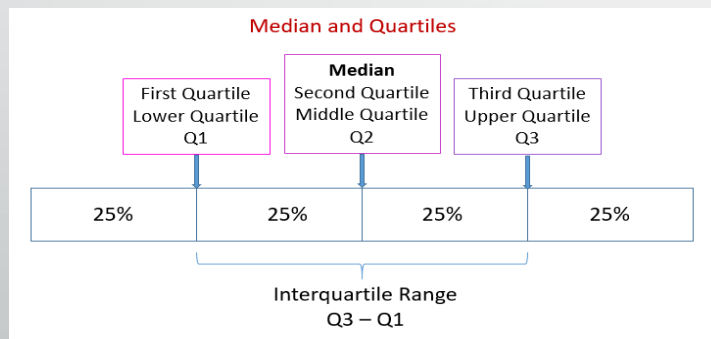 Median and Quartiles
First Quartile
Lower Quartile
Q1
Median
Second Quartile
Middle Quartile
Q2
Third Quartile
Upper Quartile
Q3
25%
25%
25%
25%
Interquartile Range
Q3 – Q1